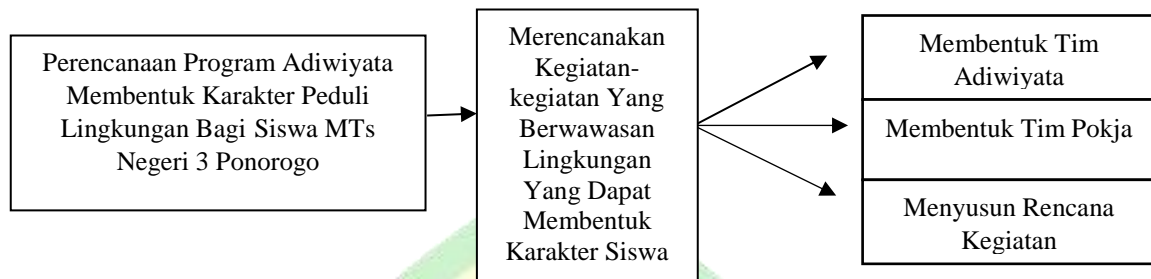 Perencanaan Program Adiwiyata
Membentuk Karakter Peduli
Lingkungan Bagi Siswa MTs
Negeri 3 Ponorogo
Merencanakan
Kegiatan-
kegiatan Yang
Berwawasan
Lingkungan
Yang Dapat
Membentuk
Karakter Siswa
Membentuk Tim
Adiwiyata
Membentuk Tim Pokja
Menyusun Rencana
Kegiatan